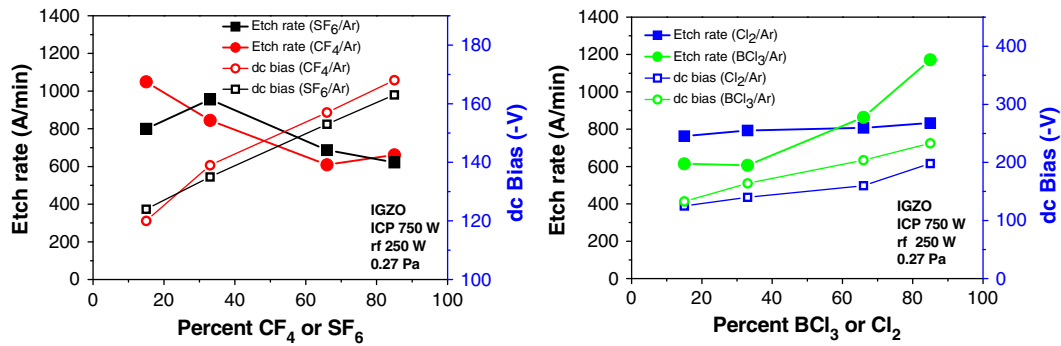 1400
1200
1000
800
600
400
200
0
Etch rate (A/min)
Etch rate (SF6/Ar)
Etch rate (CF4/Ar)
dc bias (CF4/Ar)
dc bias (SF6/Ar)
IGZO
ICP 750 W
rf 250 W
0.27 Pa
190
180
160
140
120
100
dc Bias (-V)
0 20 40 60 80 100
Percent CF4 or SF6
1400
1200
1000
800
600
400
200
0
Etch rate (A/min)
Etch rate (Cl2/Ar)
Etch rate (BCl3/Ar)
dc bias (Cl2/Ar)
dc bias (BCl3/Ar)
IGZO
ICP 750 W
rf 250 W
0.27 Pa
450
400
300
200
100
0
dc Bias (-V)
0 20 40 60 80 100
Percent BCl3 or Cl2